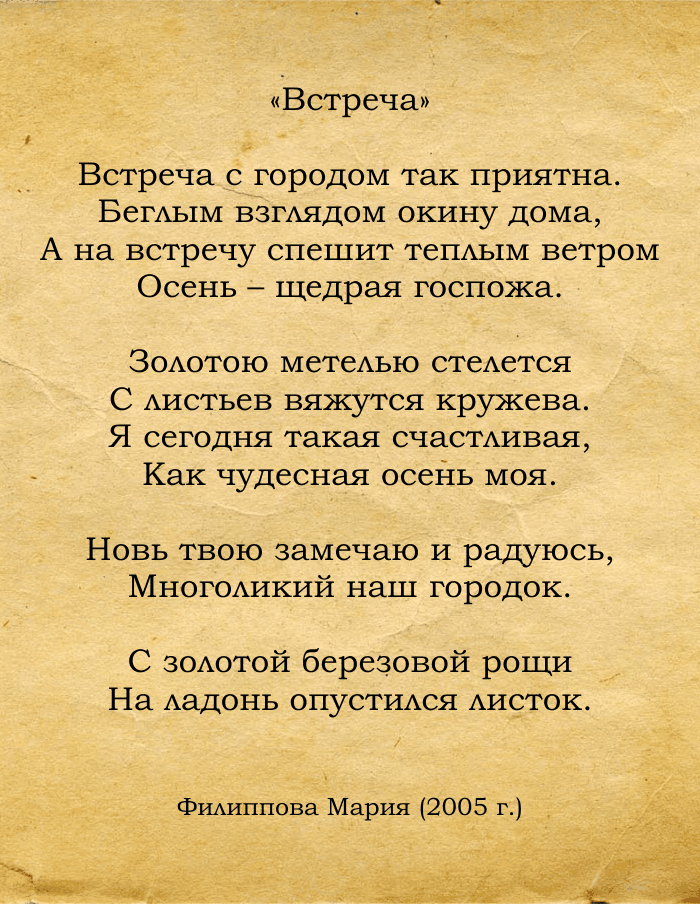 «Встреча»
Встреча с городом так приятна.
Беглым взглядом окину дома,
А на встречу спешит теплым ветром
Осень – щедрая госпожа.
Золотою метелью стелется
С листьев вяжутся кружева.
Я сегодня такая счастливая,
Как чудесная осень моя.
Новь твою замечаю и радуюсь,
Многоликий наш городок.
С золотой березовой рощи
На ладонь опустился листок.
Филиппова Мария (2005 г.)